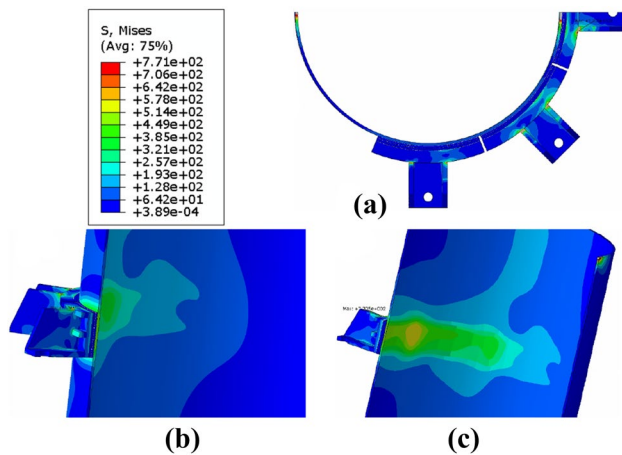 S, Mises
(Avg: 75%)
+7.71e+02
+7.06e+02
+6.42e+02
+5.78e+02
+5.14e+02
+4.49e+02
+3.85e+02
+3.21e+02
+2.57e+02
+1.93e+02
+1.28e+02
+6.42e+01
+3.89e-04
(a)
(b)
(c)